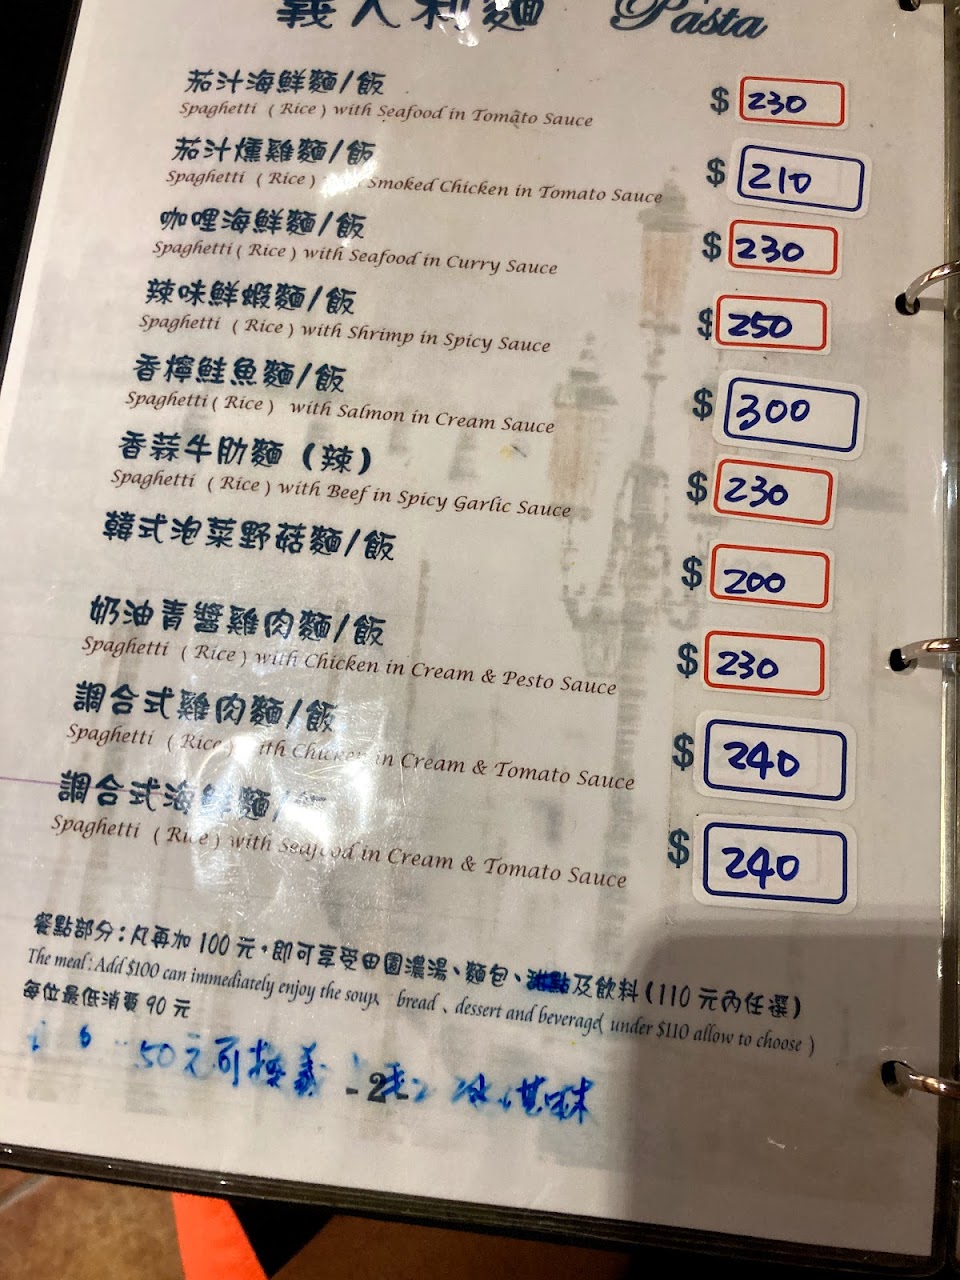 義大利麵 Pasta
茄汁海鮮麵/飯
Spaghetti (Rice) with Seafood in Tomato Sauce
$ 230
茄汁燻雞麵/飯
Spaghetti (Rice) Smoked Chicken in Tomato Sauce
$ 210
咖哩海鮮麵/飯
Spaghetti (Rice) with Seafood in Curry Sauce
$ 230
辣味鮮蝦麵/飯
Spaghetti (Rice) with Shrimp in Spicy Sauce
$ 250
香檸鮭魚麵/飯
Spaghetti (Rice) with Salmon in Cream Sauce
$ 300
香蒜牛肋麵 (辣)
Spaghetti (Rice) with Beef in Spicy Garlic Sauce
$ 230
韓式泡菜野菇麵/飯
$ 200
奶油青醬雞肉麵/飯
Spaghetti (Rice) with Chicken in Cream & Pesto Sauce
$ 230
調合式雞肉麵/飯
Spaghetti (Rice) with Chicken in Cream & Tomato Sauce
$ 240
調合式海鮮麵/飯
Spaghetti (Rice) with Seafood in Cream & Tomato Sauce
$ 240
餐點部分:凡再加 100 元,即可享受田園濃湯、麵包、甜點及飲料(110 元內任選)
The meal: Add $100 can immediately enjoy the soup、bread、dessert and beverage( under $110 allow to choose )
每位最低消費 90 元
50元可換義
- 2 -